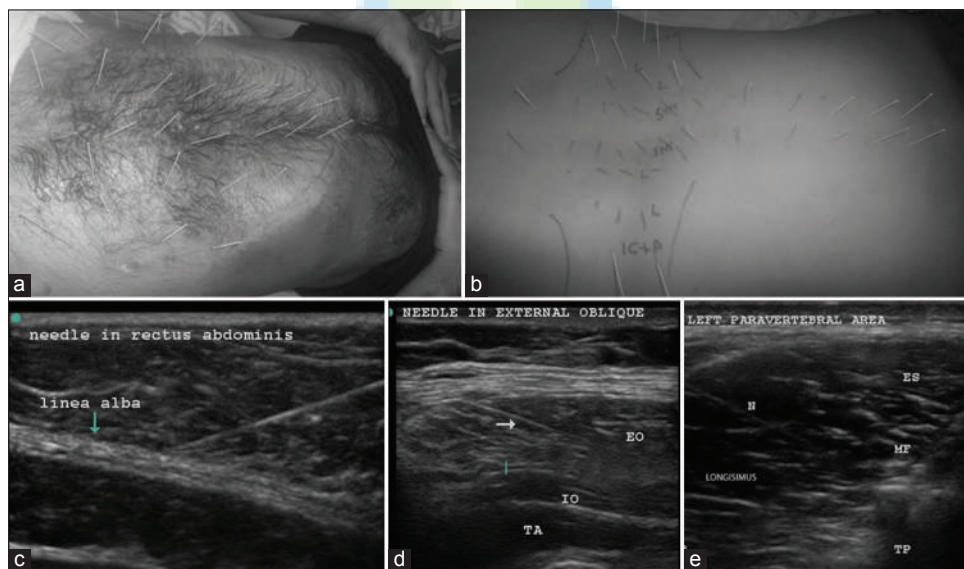 a
b
needle in rectus abdominis
linea alba
c
NEEDLE IN EXTERNAL OBLIQUE
EO
IO
TA
d
LEFT PARAVERTEBRAL AREA
ES
N
MF
LONGISIMUS
TP
e